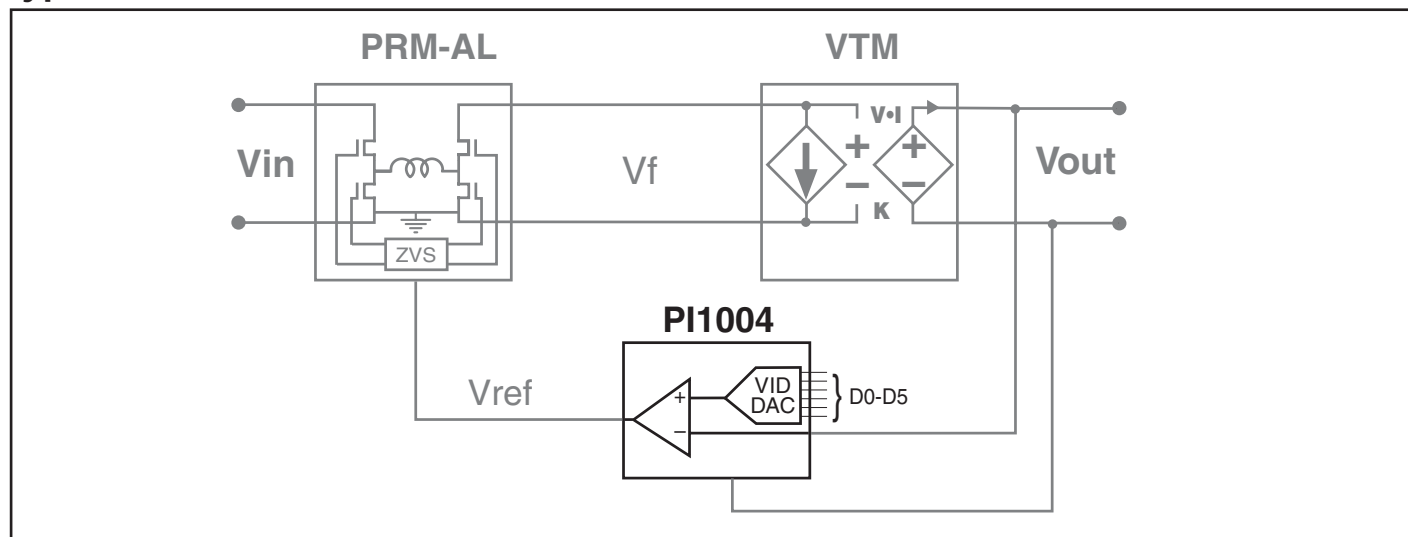 PRM-AL
VTM
V•I
+
+
Vin
Vf
Vout
−
−
K
ZVS
PI1004
Vref
+
VID
DAC
D0-D5
−